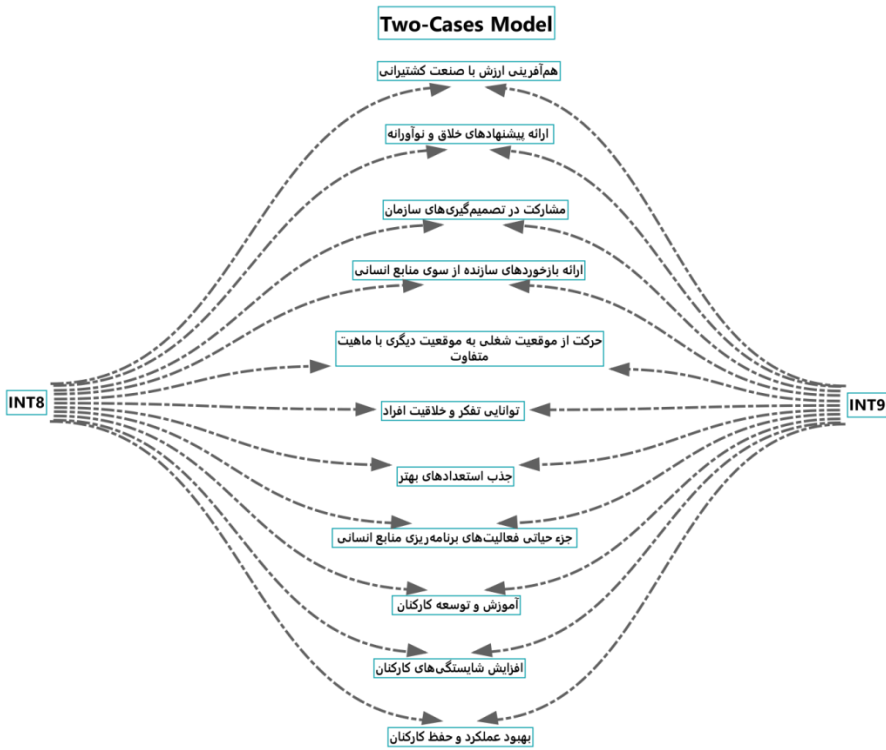 Two-Cases Model
هم‌آفرینی ارزش با صنعت کشتیرانی
ارائه پیشنهادهای خلاق و نوآورانه
مشارکت در تصمیم‌گیری‌های سازمان
ارائه بازخوردهای سازنده از سوی منابع انسانی
حرکت از موقعیت شغلی به موقعیت دیگری با ماهیت
متفاوت
INT8
INT9
توانایی تفکر و خلاقیت افراد
جذب استعدادهای بهتر
جزء حیاتی فعالیت‌های برنامه‌ریزی منابع انسانی
آموزش و توسعه کارکنان
افزایش شایستگی‌های کارکنان
بهبود عملکرد و حفظ کارکنان